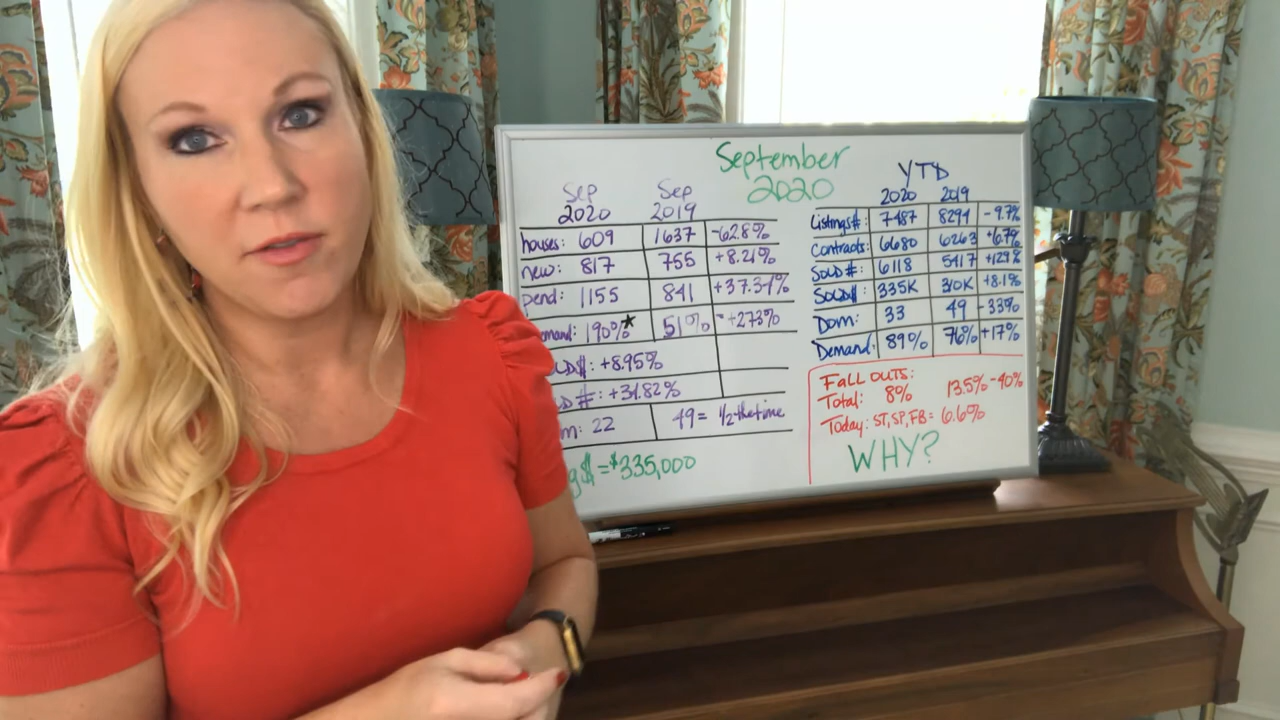 September
2020
Sep Sep
2020 2019
houses: 609 1637 -62.8%
new: 817 755 +8.21%
pend: 1155 841 +37.34%
mand: 190%* 51% +273%
LD$: +8.95%
D#: +31.82%
m: 22 49= 1/2 the time
g$ = $335,000
YTD
2020 2019
Listings#: 7487 8294 -9.7%
Contracts: 6680 6263 +6.7%
SOLD#: 6118 5417 +12.9%
SOLD$: 335K 310K +8.1%
Dom: 33 49 -33%
Demand: 89% 76% +17%
FALL OUTS:
Total: 8% 13.5% -40%
Today: ST, SP, FB = 6.6%
WHY?